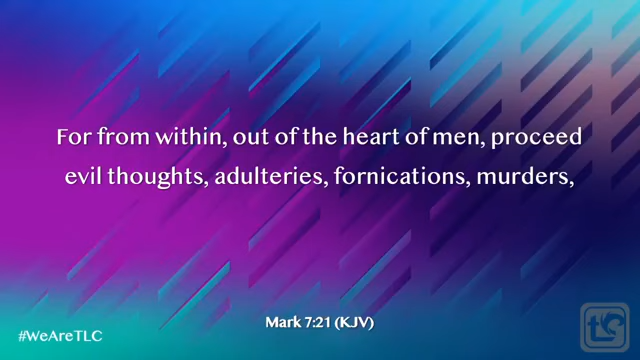 For from within, out of the heart of men, proceed
evil thoughts, adulteries, fornications, murders,
Mark 7:21 (KJV)
#WeAreTLC